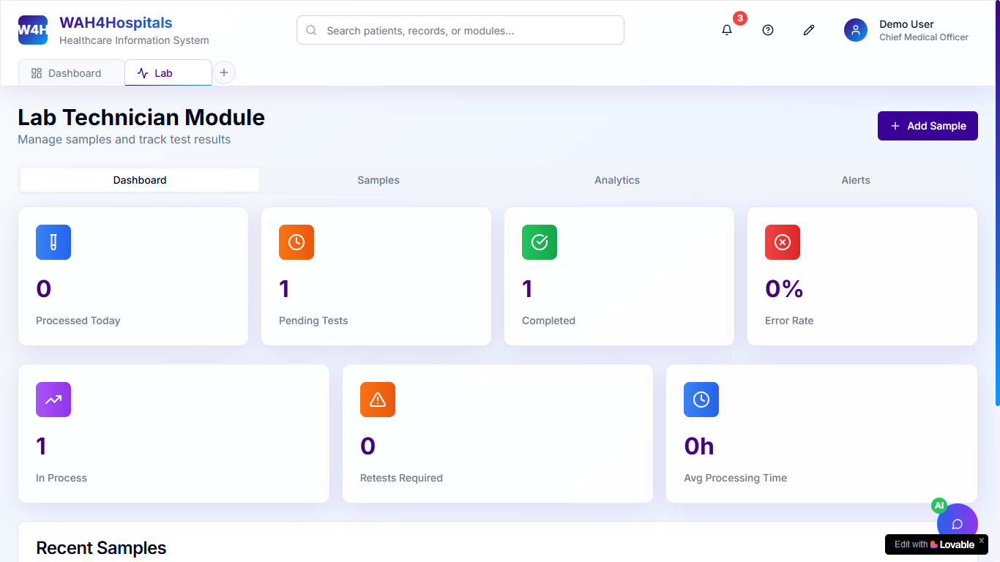 W4H
WAH4Hospitals
Healthcare Information System
Search patients, records, or modules...
3
Demo User
Chief Medical Officer
Dashboard
Lab
Lab Technician Module
Manage samples and track test results
Add Sample
Dashboard
Samples
Analytics
Alerts
0
Processed Today
1
Pending Tests
1
Completed
0%
Error Rate
1
In Process
0
Retests Required
0h
Avg Processing Time
AI
Recent Samples
Edit with Lovable